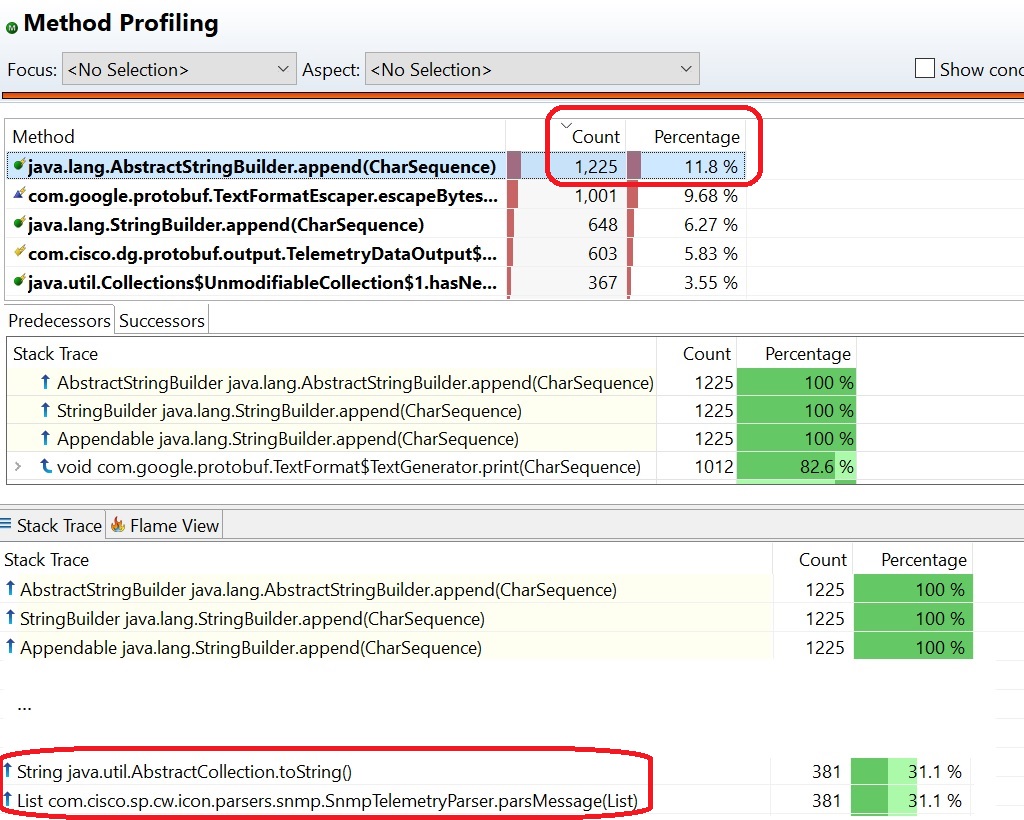 Method Profiling
Focus: <No Selection> Aspect: <No Selection> Show conc
Method Count Percentage
java.lang.AbstractStringBuilder.append(CharSequence) 1,225 11.8 %
com.google.protobuf.TextFormatEscaper.escapeBytes... 1,001 9.68 %
java.lang.StringBuilder.append(CharSequence) 648 6.27 %
com.cisco.dg.protobuf.output.TelemetryDataOutput$... 603 5.83 %
java.util.Collections$UnmodifiableCollection$1.hasNe... 367 3.55 %
Predecessors Successors
Stack Trace Count Percentage
AbstractStringBuilder java.lang.AbstractStringBuilder.append(CharSequence) 1225 100 %
StringBuilder java.lang.StringBuilder.append(CharSequence) 1225 100 %
Appendable java.lang.StringBuilder.append(CharSequence) 1225 100 %
void com.google.protobuf.TextFormat$TextGenerator.print(CharSequence) 1012 82.6 %
Stack Trace Flame View
Stack Trace Count Percentage
AbstractStringBuilder java.lang.AbstractStringBuilder.append(CharSequence) 1225 100 %
StringBuilder java.lang.StringBuilder.append(CharSequence) 1225 100 %
Appendable java.lang.StringBuilder.append(CharSequence) 1225 100 %
...
String java.util.AbstractCollection.toString() 381 31.1 %
List com.cisco.sp.cw.icon.parsers.snmp.SnmpTelemetryParser.parsMessage(List) 381 31.1 %